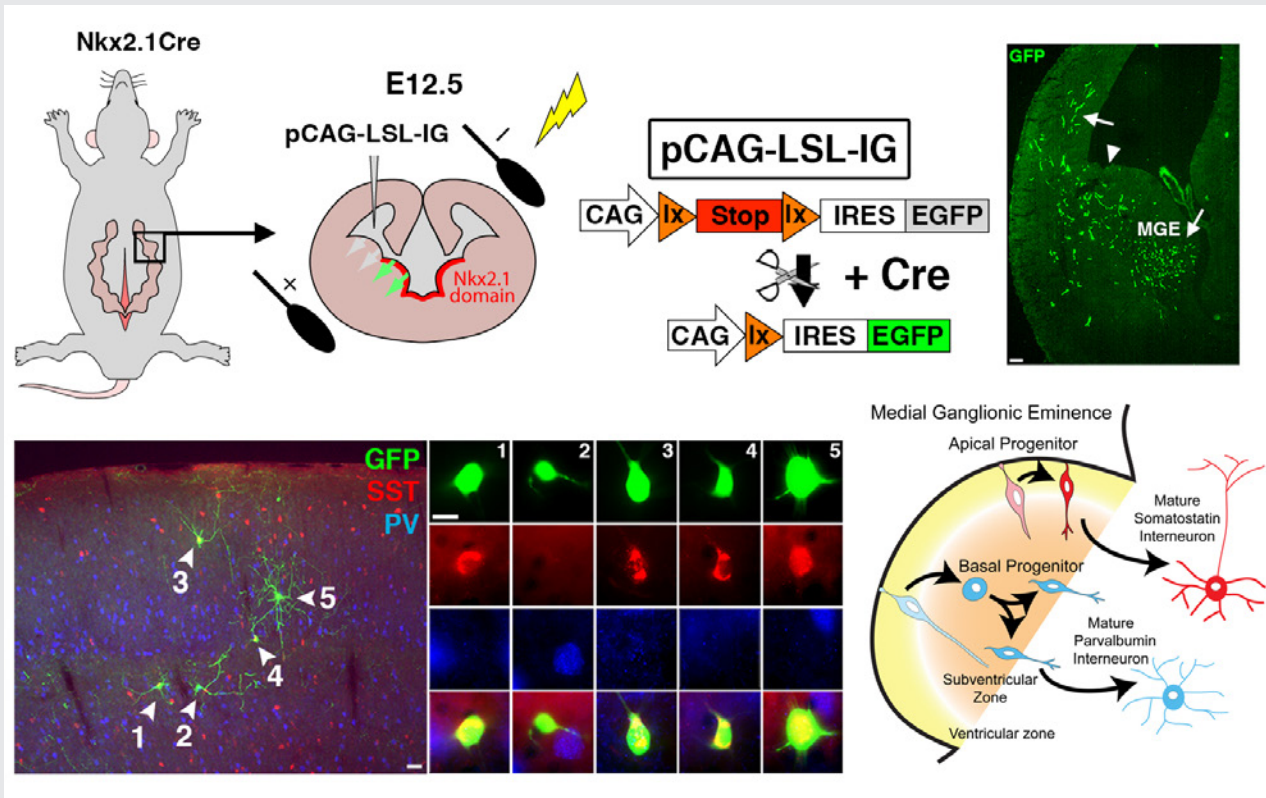 Nkx2.1Cre
E12.5
pCAG-LSL-IG
Nkx2.1
domain
×
–
pCAG-LSL-IG
CAG lx Stop lx IRES EGFP
+ Cre
CAG lx IRES EGFP
GFP
MGE
GFP
SST
PV
3
5
4
1
2
1 2 3 4 5
Medial Ganglionic Eminence
Apical Progenitor
Mature
Somatostatin
Interneuron
Basal Progenitor
Mature
Parvalbumin
Interneuron
Subventricular
Zone
Ventricular zone